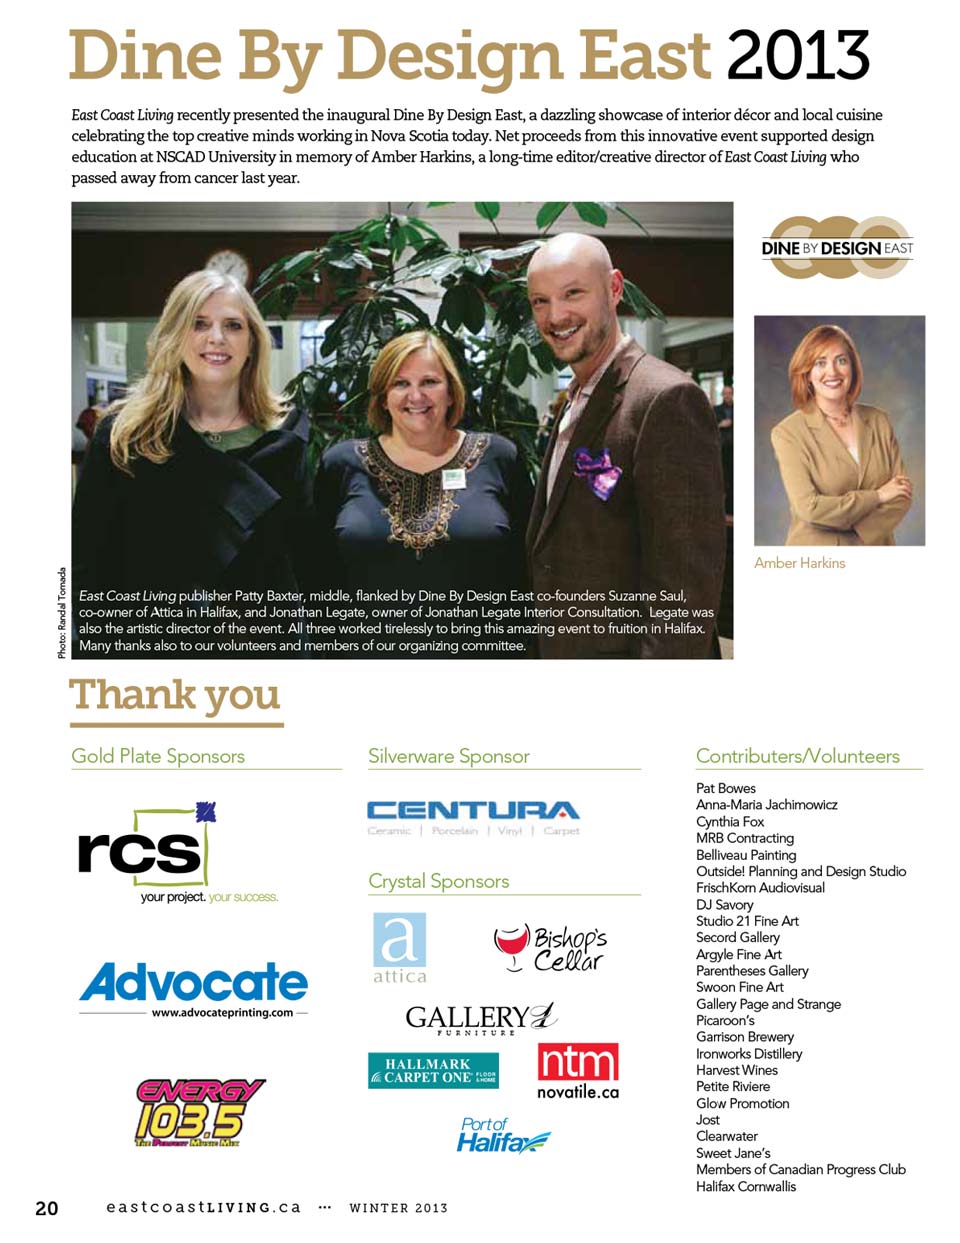 Dine By Design East 2013
East Coast Living recently presented the inaugural Dine By Design East, a dazzling showcase of interior décor and local cuisine
celebrating the top creative minds working in Nova Scotia today. Net proceeds from this innovative event supported design
education at NSCAD University in memory of Amber Harkins, a long-time editor/creative director of East Coast Living who
passed away from cancer last year.
DINE BY DESIGN EAST
Amber Harkins
Photo: Randal Tomada
East Coast Living publisher Patty Baxter, middle, flanked by Dine By Design East co-founders Suzanne Saul,
co-owner of Attica in Halifax, and Jonathan Legate, owner of Jonathan Legate Interior Consultation. Legate was
also the artistic director of the event. All three worked tirelessly to bring this amazing event to fruition in Halifax.
Many thanks also to our volunteers and members of our organizing committee.
Thank you
Gold Plate Sponsors
rcs
your project. your success.
Advocate
www.advocateprinting.com
ENERGY
103.5
THE PERFECT MUSIC MIX
Silverware Sponsor
CENTURA
Ceramic | Porcelain | Vinyl | Carpet
Crystal Sponsors
a
attica
Bishop's
Cellar
GALLERY 1
FURNITURE
HALLMARK
CARPET ONE FLOOR & HOME
ntm
novatile.ca
Port of
Halifax
Contributers/Volunteers
Pat Bowes
Anna-Maria Jachimowicz
Cynthia Fox
MRB Contracting
Belliveau Painting
Outside! Planning and Design Studio
FrischKorn Audiovisual
DJ Savory
Studio 21 Fine Art
Secord Gallery
Argyle Fine Art
Parentheses Gallery
Swoon Fine Art
Gallery Page and Strange
Picaroon's
Garrison Brewery
Ironworks Distillery
Harvest Wines
Petite Riviere
Glow Promotion
Jost
Clearwater
Sweet Jane's
Members of Canadian Progress Club
Halifax Cornwallis
20 eastcoastLIVING.ca ••• WINTER 2013